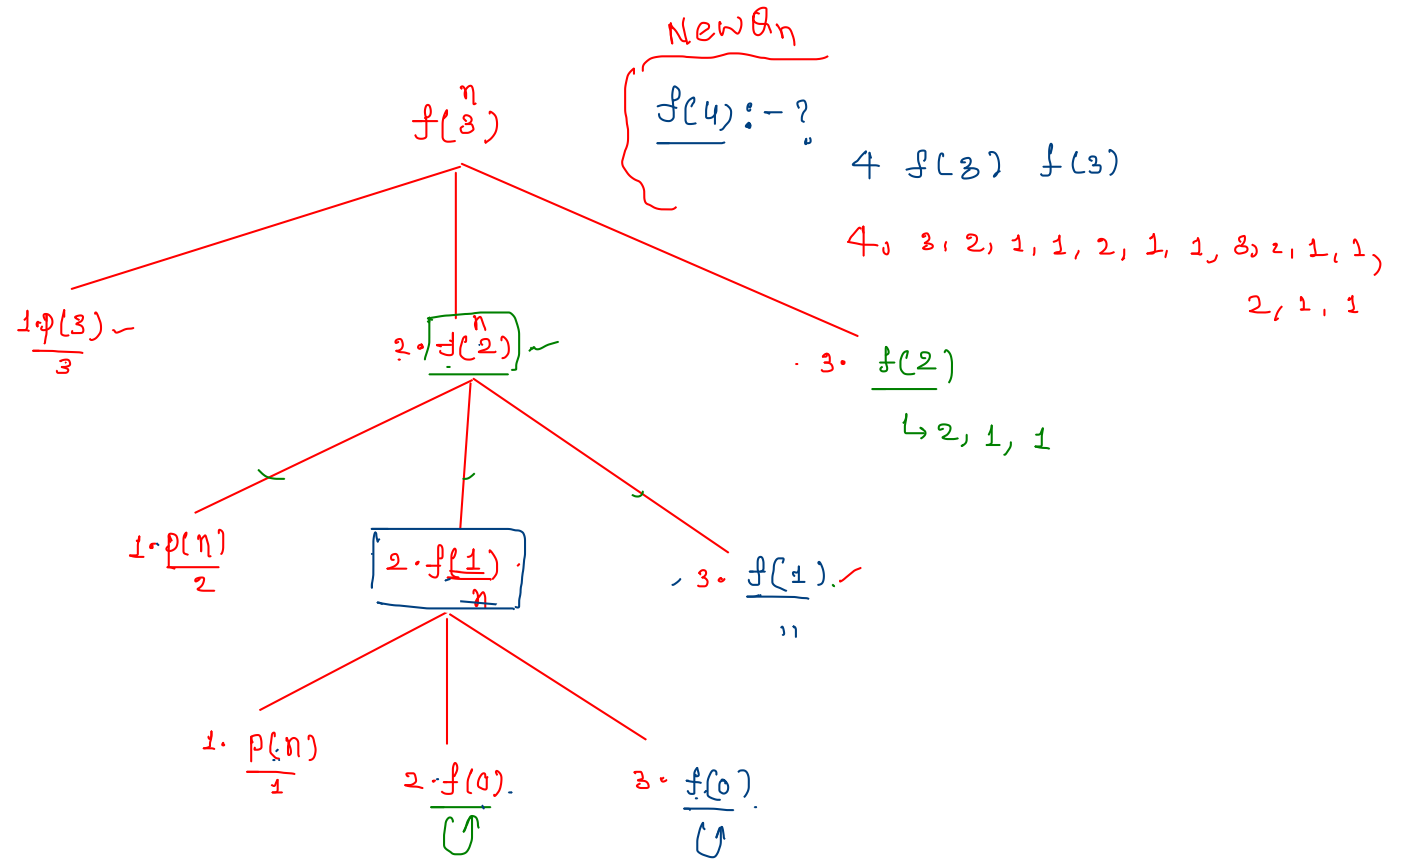 New Qn
n
f(3)
f(4) :- ?
4 f(3) f(3)
4, 3, 2, 1, 1, 2, 1, 1, 3, 2, 1, 1,
2, 1, 1
1. p(3)
3
n
2. f(2)
3. f(2)
↳ 2, 1, 1
1. p(n)
2
2. f(1)
n
3. f(1).
''
1. p(n)
1
2. f(0).
3. f(0).